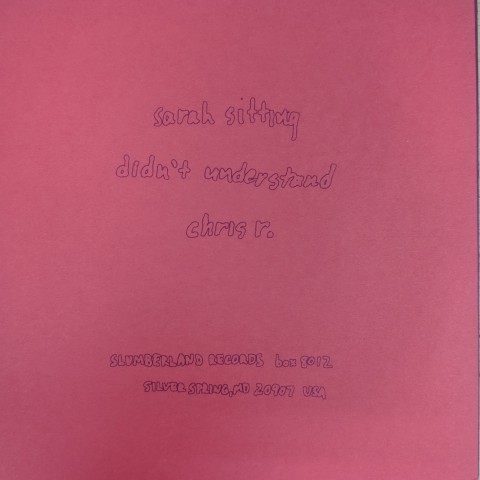 sarah sitting
didn't understand
chris r.
SLUMBERLAND RECORDS box 8012
SILVER SPRING, MD 20907 USA